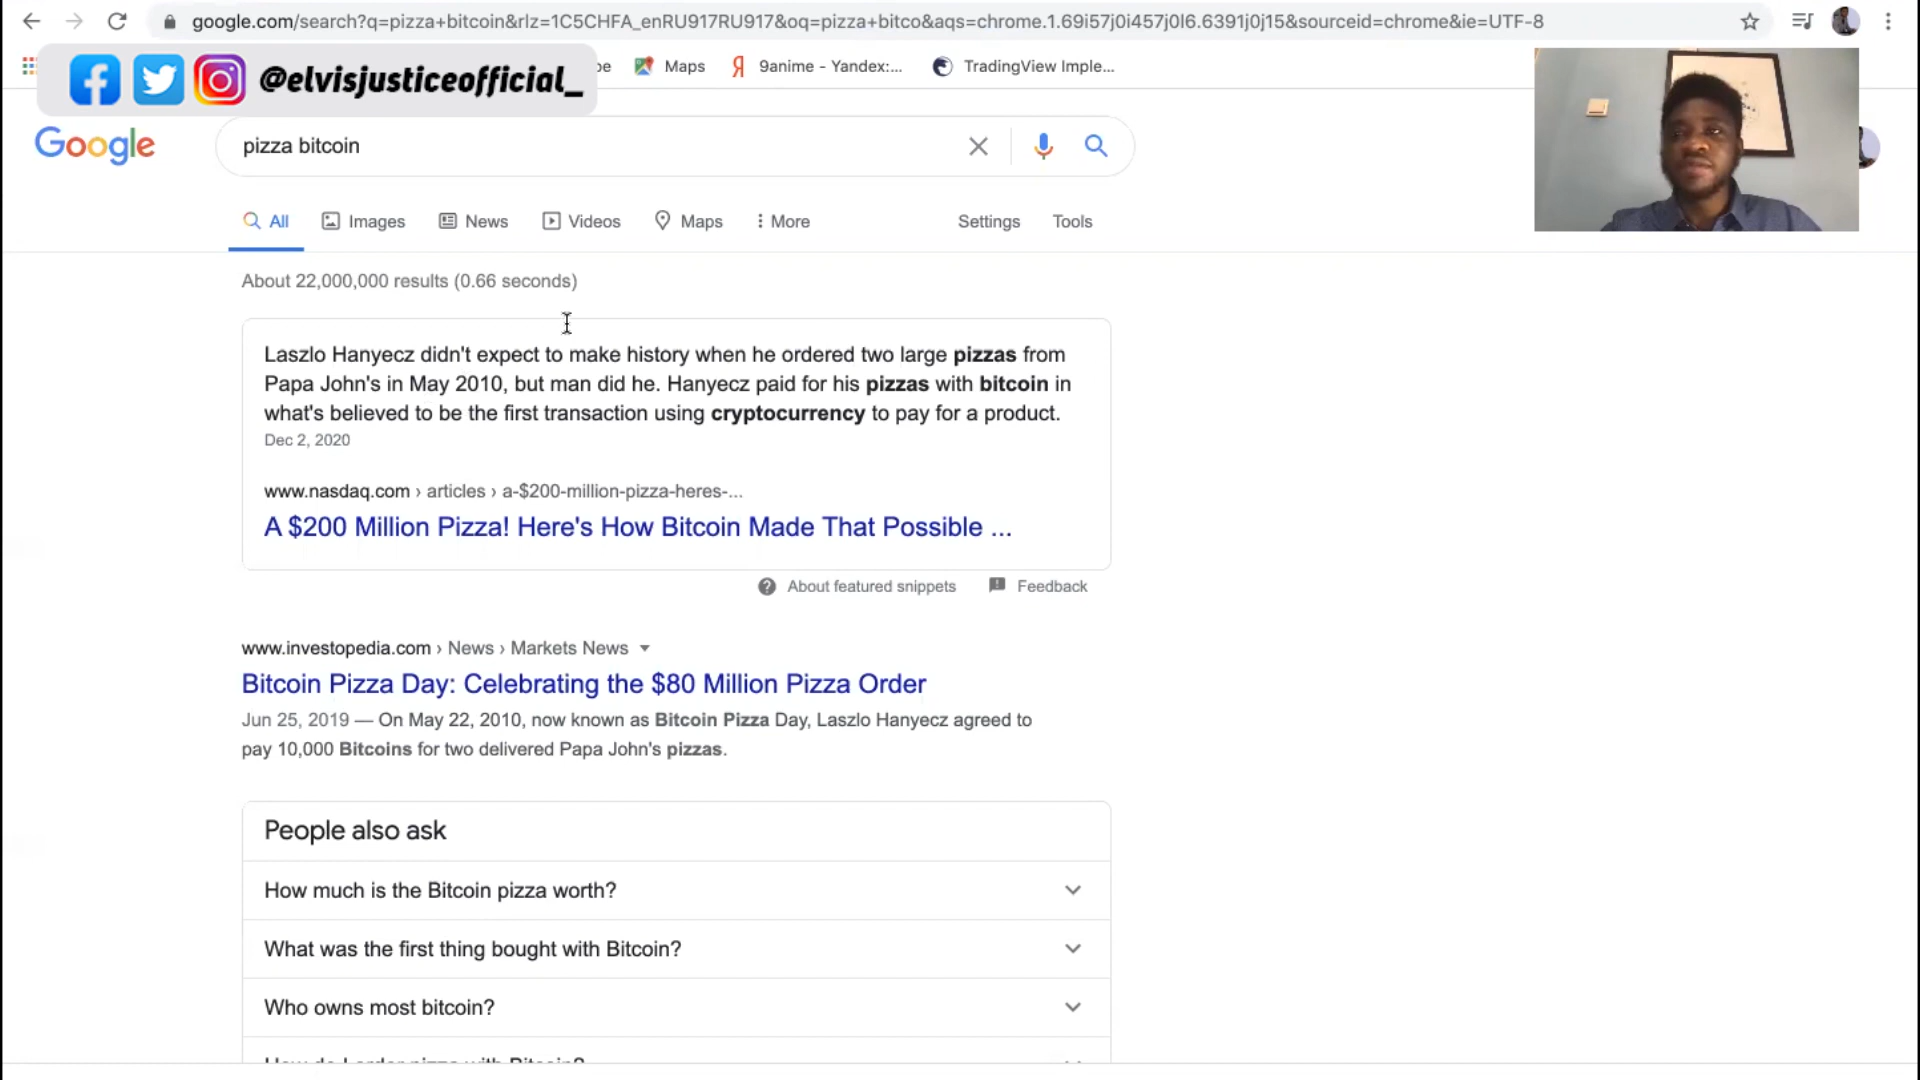 google.com/search?q=pizza+bitcoin&rlz=1C5CHFA_enRU917RU917&oq=pizza+bitco&aqs=chrome.1.69i57j0i457j0l6.6391j0j15&sourceid=chrome&ie=UTF-8
@elvisjusticeofficial_
be Maps 9anime - Yandex:... TradingView Imple...
Google
pizza bitcoin
All Images News Videos Maps More Settings Tools
About 22,000,000 results (0.66 seconds)
Laszlo Hanyecz didn't expect to make history when he ordered two large pizzas from
Papa John's in May 2010, but man did he. Hanyecz paid for his pizzas with bitcoin in
what's believed to be the first transaction using cryptocurrency to pay for a product.
Dec 2, 2020
www.nasdaq.com › articles › a-$200-million-pizza-heres-...
A $200 Million Pizza! Here's How Bitcoin Made That Possible ...
About featured snippets Feedback
www.investopedia.com › News › Markets News
Bitcoin Pizza Day: Celebrating the $80 Million Pizza Order
Jun 25, 2019 — On May 22, 2010, now known as Bitcoin Pizza Day, Laszlo Hanyecz agreed to
pay 10,000 Bitcoins for two delivered Papa John's pizzas.
People also ask
How much is the Bitcoin pizza worth?
What was the first thing bought with Bitcoin?
Who owns most bitcoin?
How do I order pizza with Bitcoin?